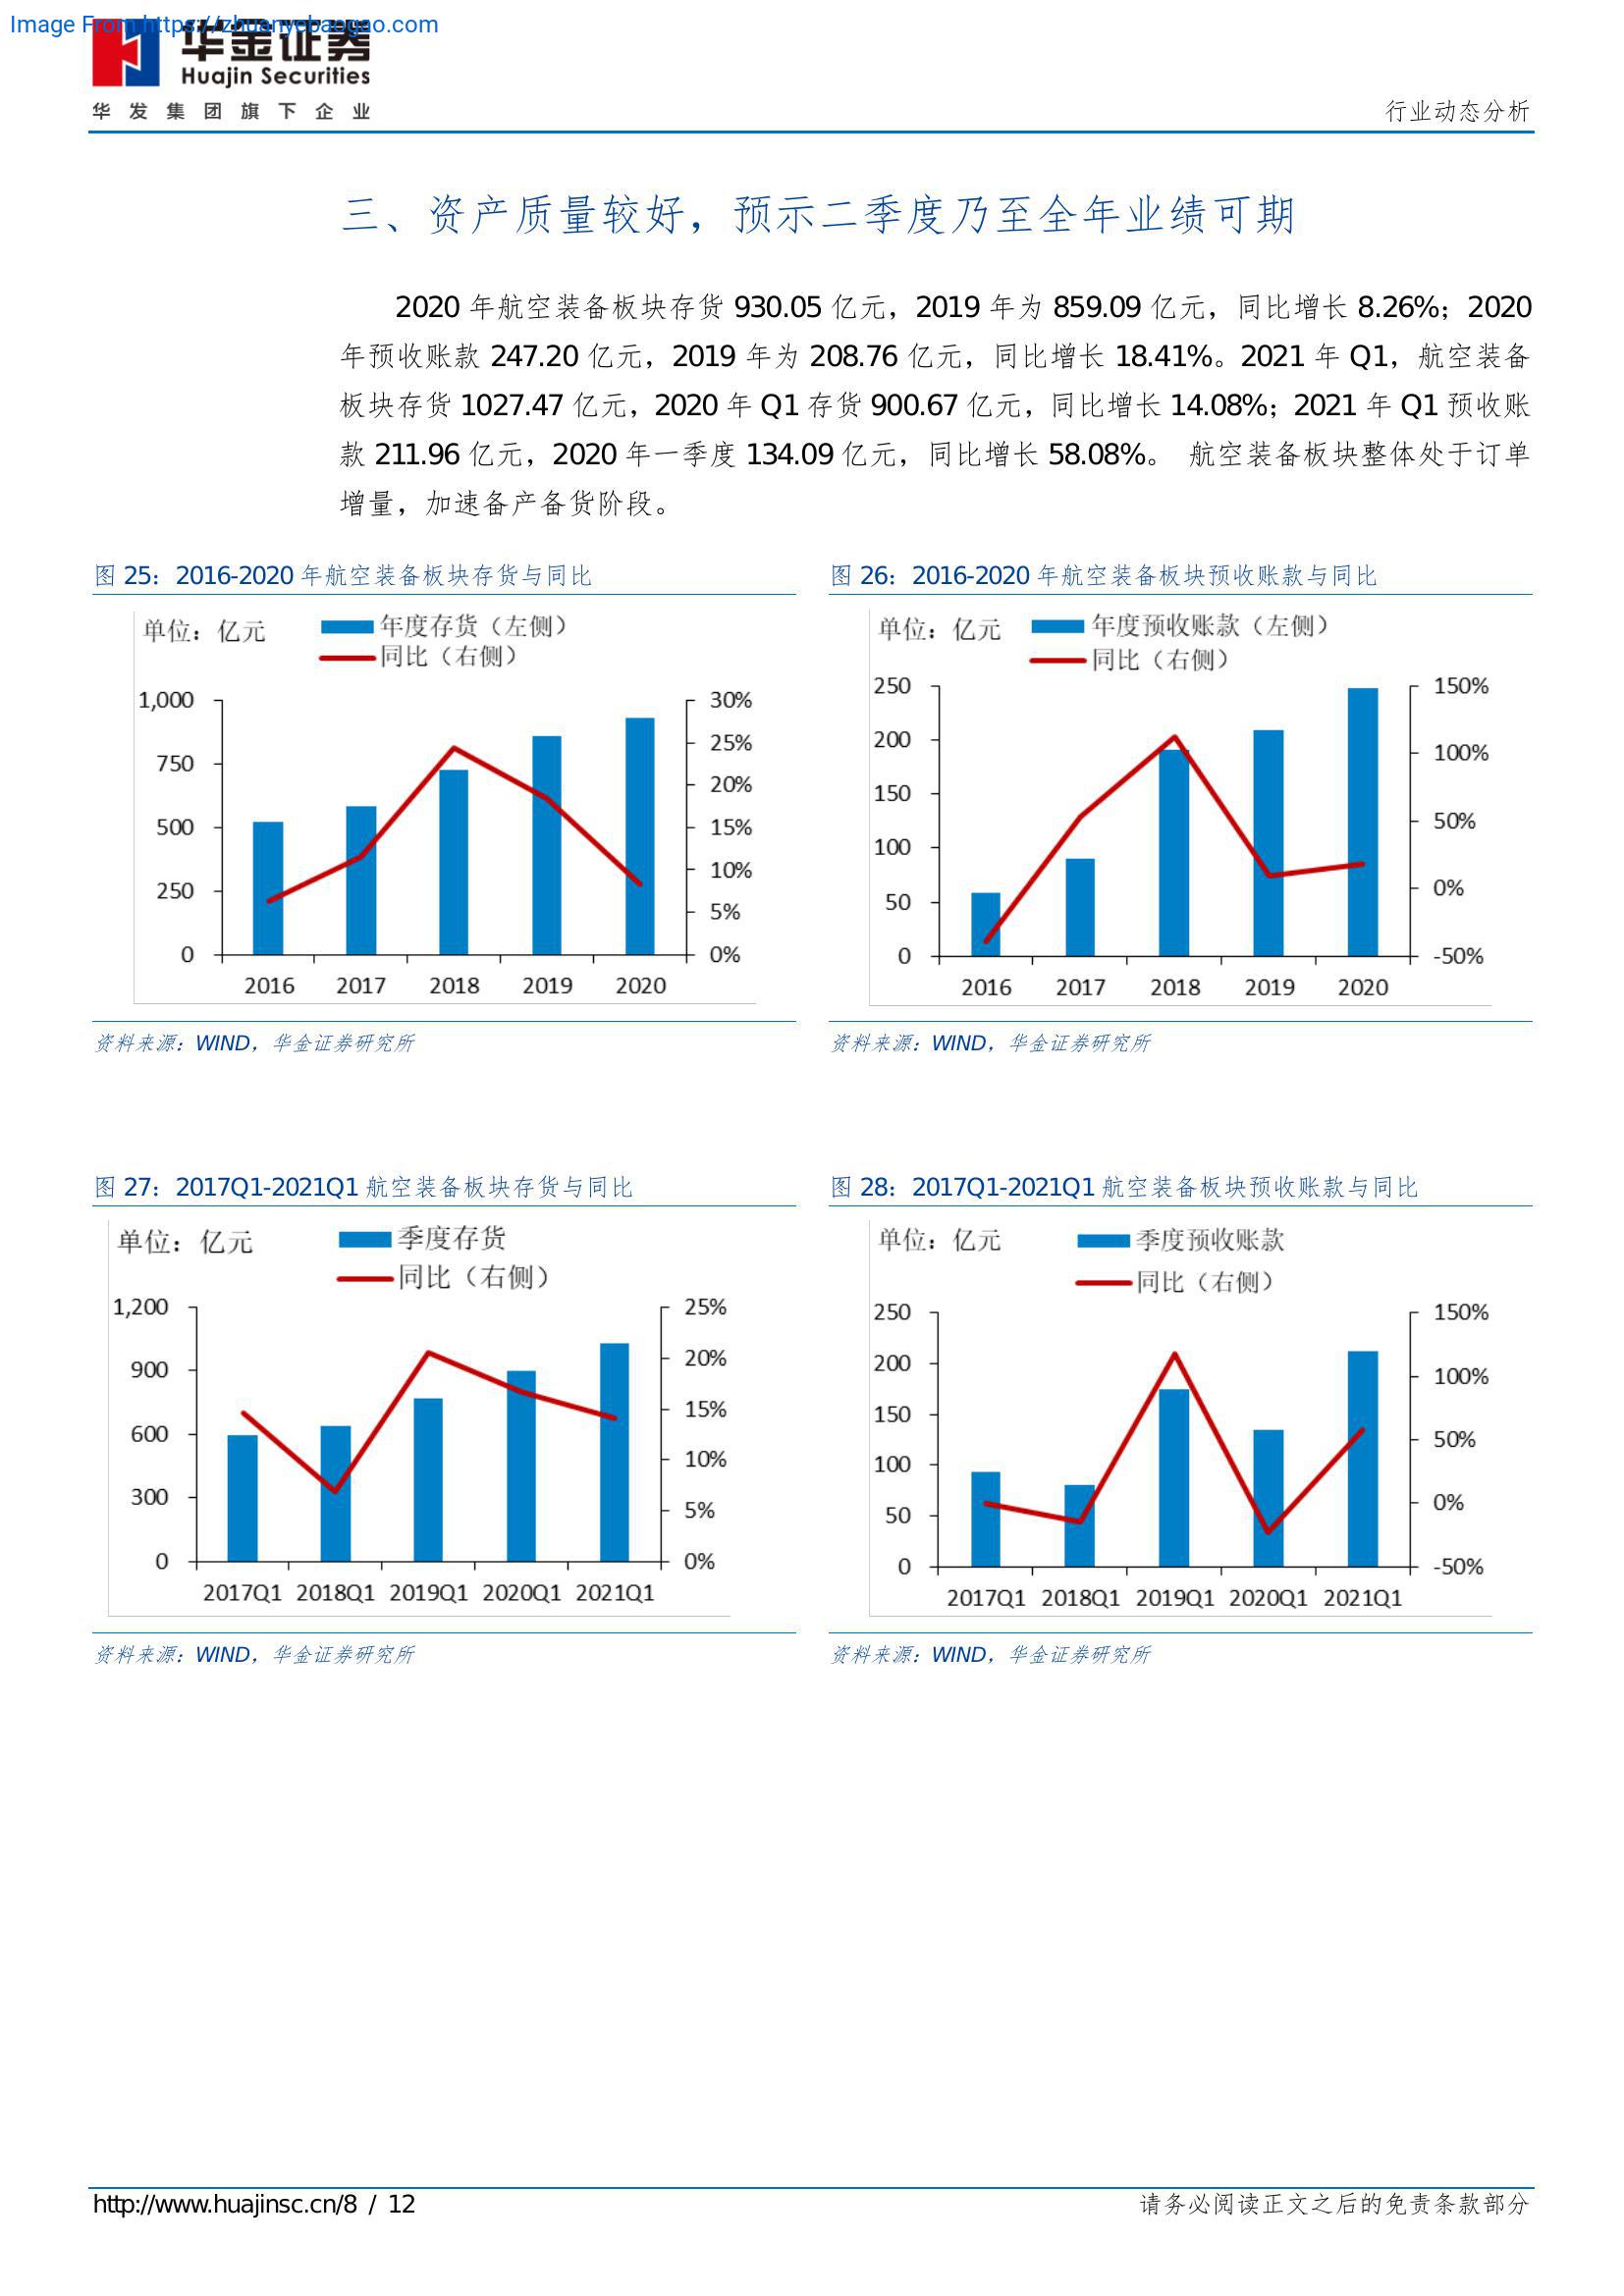 Image From https://zhuanyebaogao.com
华金证券
Huajin Securities
华发集团旗下企业
行业动态分析
三、资产质量较好，预示二季度乃至全年业绩可期
2020 年航空装备板块存货 930.05 亿元，2019 年为 859.09 亿元，同比增长 8.26%；2020
年预收账款 247.20 亿元，2019 年为 208.76 亿元，同比增长 18.41%。2021 年 Q1，航空装备
板块存货 1027.47 亿元，2020 年 Q1 存货 900.67 亿元，同比增长 14.08%；2021 年 Q1 预收账
款 211.96 亿元，2020 年一季度 134.09 亿元，同比增长 58.08%。 航空装备板块整体处于订单
增量，加速备产备货阶段。
图 25：2016-2020 年航空装备板块存货与同比
单位：亿元
年度存货（左侧）
同比（右侧）
1,000
750
500
250
0
30%
25%
20%
15%
10%
5%
0%
2016 2017 2018 2019 2020
资料来源：WIND，华金证券研究所
图 26：2016-2020 年航空装备板块预收账款与同比
单位：亿元
年度预收账款（左侧）
同比（右侧）
250
200
150
100
50
0
150%
100%
50%
0%
-50%
2016 2017 2018 2019 2020
资料来源：WIND，华金证券研究所
图 27：2017Q1-2021Q1 航空装备板块存货与同比
单位：亿元
季度存货
同比（右侧）
1,200
900
600
300
0
25%
20%
15%
10%
5%
0%
2017Q1 2018Q1 2019Q1 2020Q1 2021Q1
资料来源：WIND，华金证券研究所
图 28：2017Q1-2021Q1 航空装备板块预收账款与同比
单位：亿元
季度预收账款
同比（右侧）
250
200
150
100
50
0
150%
100%
50%
0%
-50%
2017Q1 2018Q1 2019Q1 2020Q1 2021Q1
资料来源：WIND，华金证券研究所
http://www.huajinsc.cn/8 / 12
请务必阅读正文之后的免责条款部分